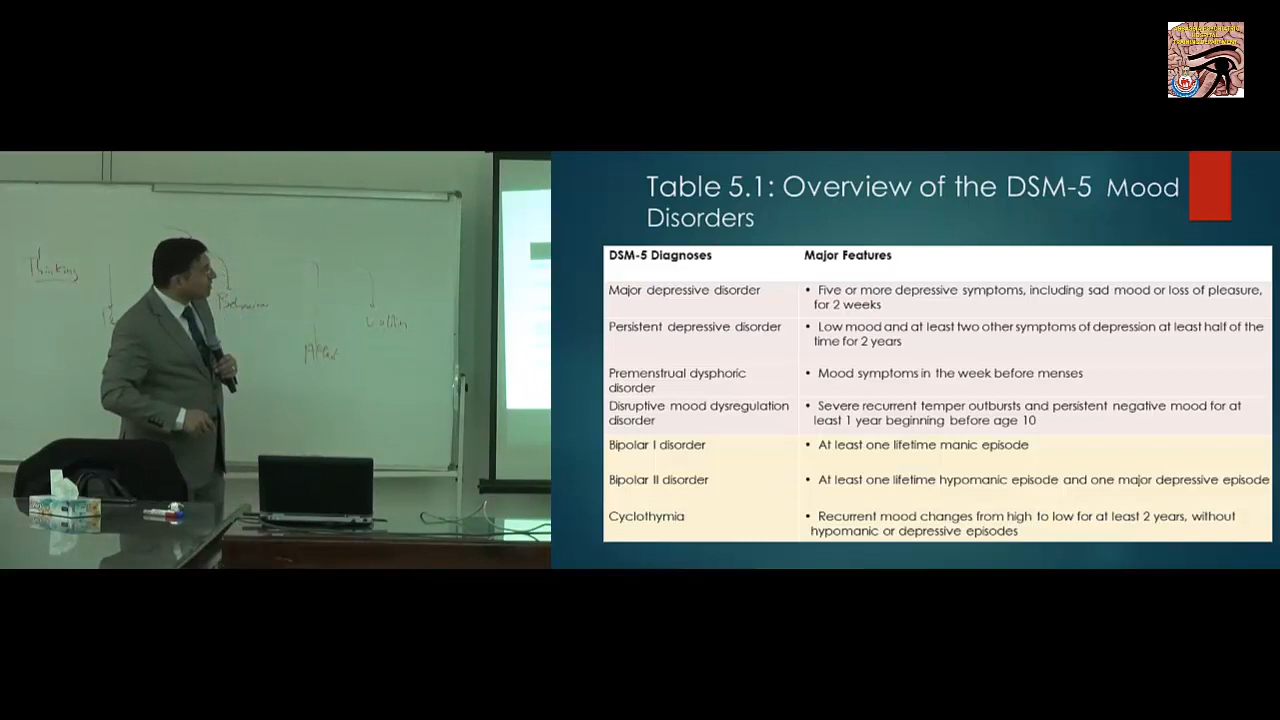 HOSPITAL
Thinking
Behaviour
Affect
Table 5.1: Overview of the DSM-5 Mood
Disorders
DSM-5 Diagnoses Major Features
Major depressive disorder • Five or more depressive symptoms, including sad mood or loss of pleasure,
for 2 weeks
Persistent depressive disorder • Low mood and at least two other symptoms of depression at least half of the
time for 2 years
Premenstrual dysphoric • Mood symptoms in the week before menses
disorder
Disruptive mood dysregulation • Severe recurrent temper outbursts and persistent negative mood for at
disorder least 1 year beginning before age 10
Bipolar I disorder • At least one lifetime manic episode
Bipolar II disorder • At least one lifetime hypomanic episode and one major depressive episode
Cyclothymia • Recurrent mood changes from high to low for at least 2 years, without
hypomanic or depressive episodes